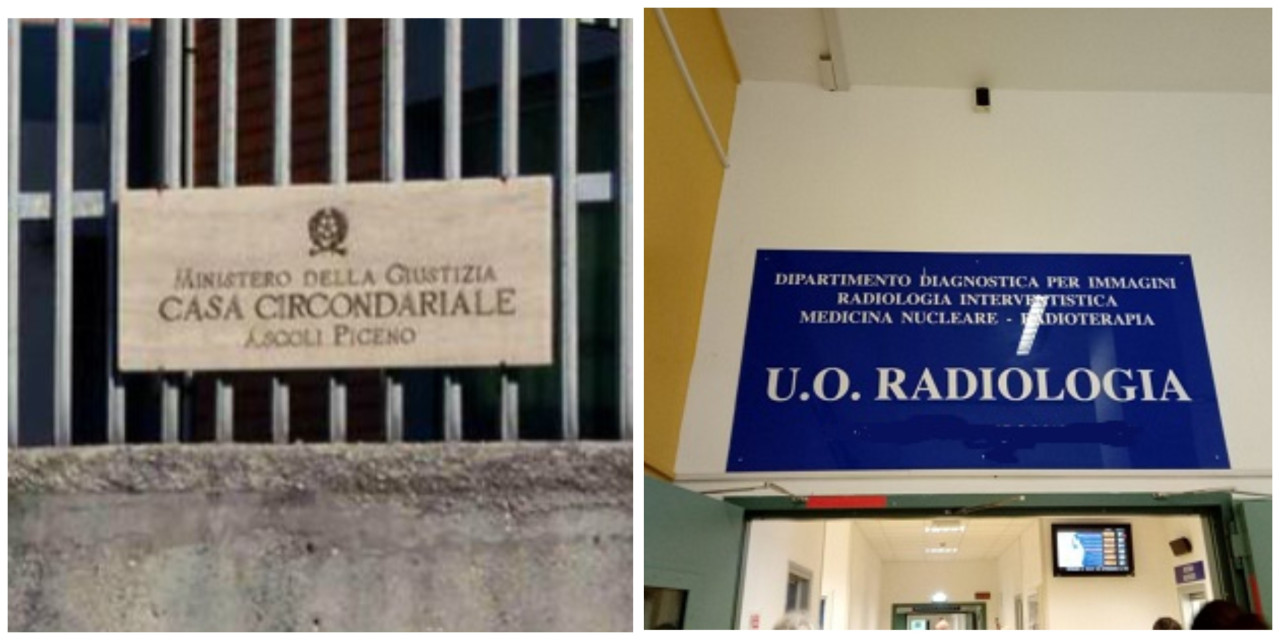 MINISTERO DELLA GIUSTIZIA
CASA CIRCONDARIALE
ASCOLI PICENO
DIPARTIMENTO DIAGNOSTICA PER IMMAGINI
RADIOLOGIA INTERVENTISTICA
MEDICINA NUCLEARE - RADIOTERAPIA
U.O. RADIOLOGIA